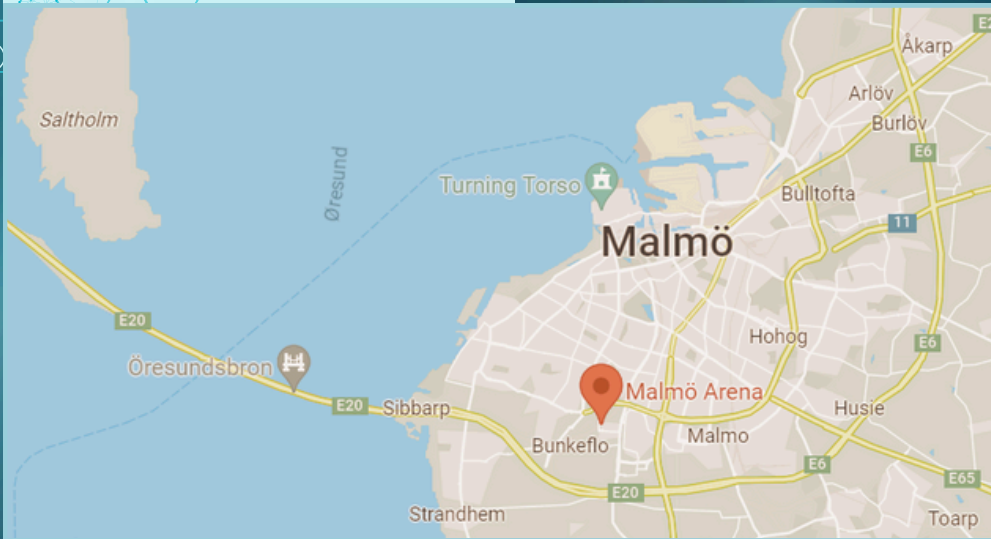 Åkarp
Saltholm
Arlöv
Burlöv
E6
Øresund
Turning Torso
Bulltofta
11
Malmö
E20
Hohog
E6
Öresundsbron
Malmö Arena
E20
Sibbarp
Husie
Malmo
Bunkeflo
E6
E65
E20
Strandhem
Toarp